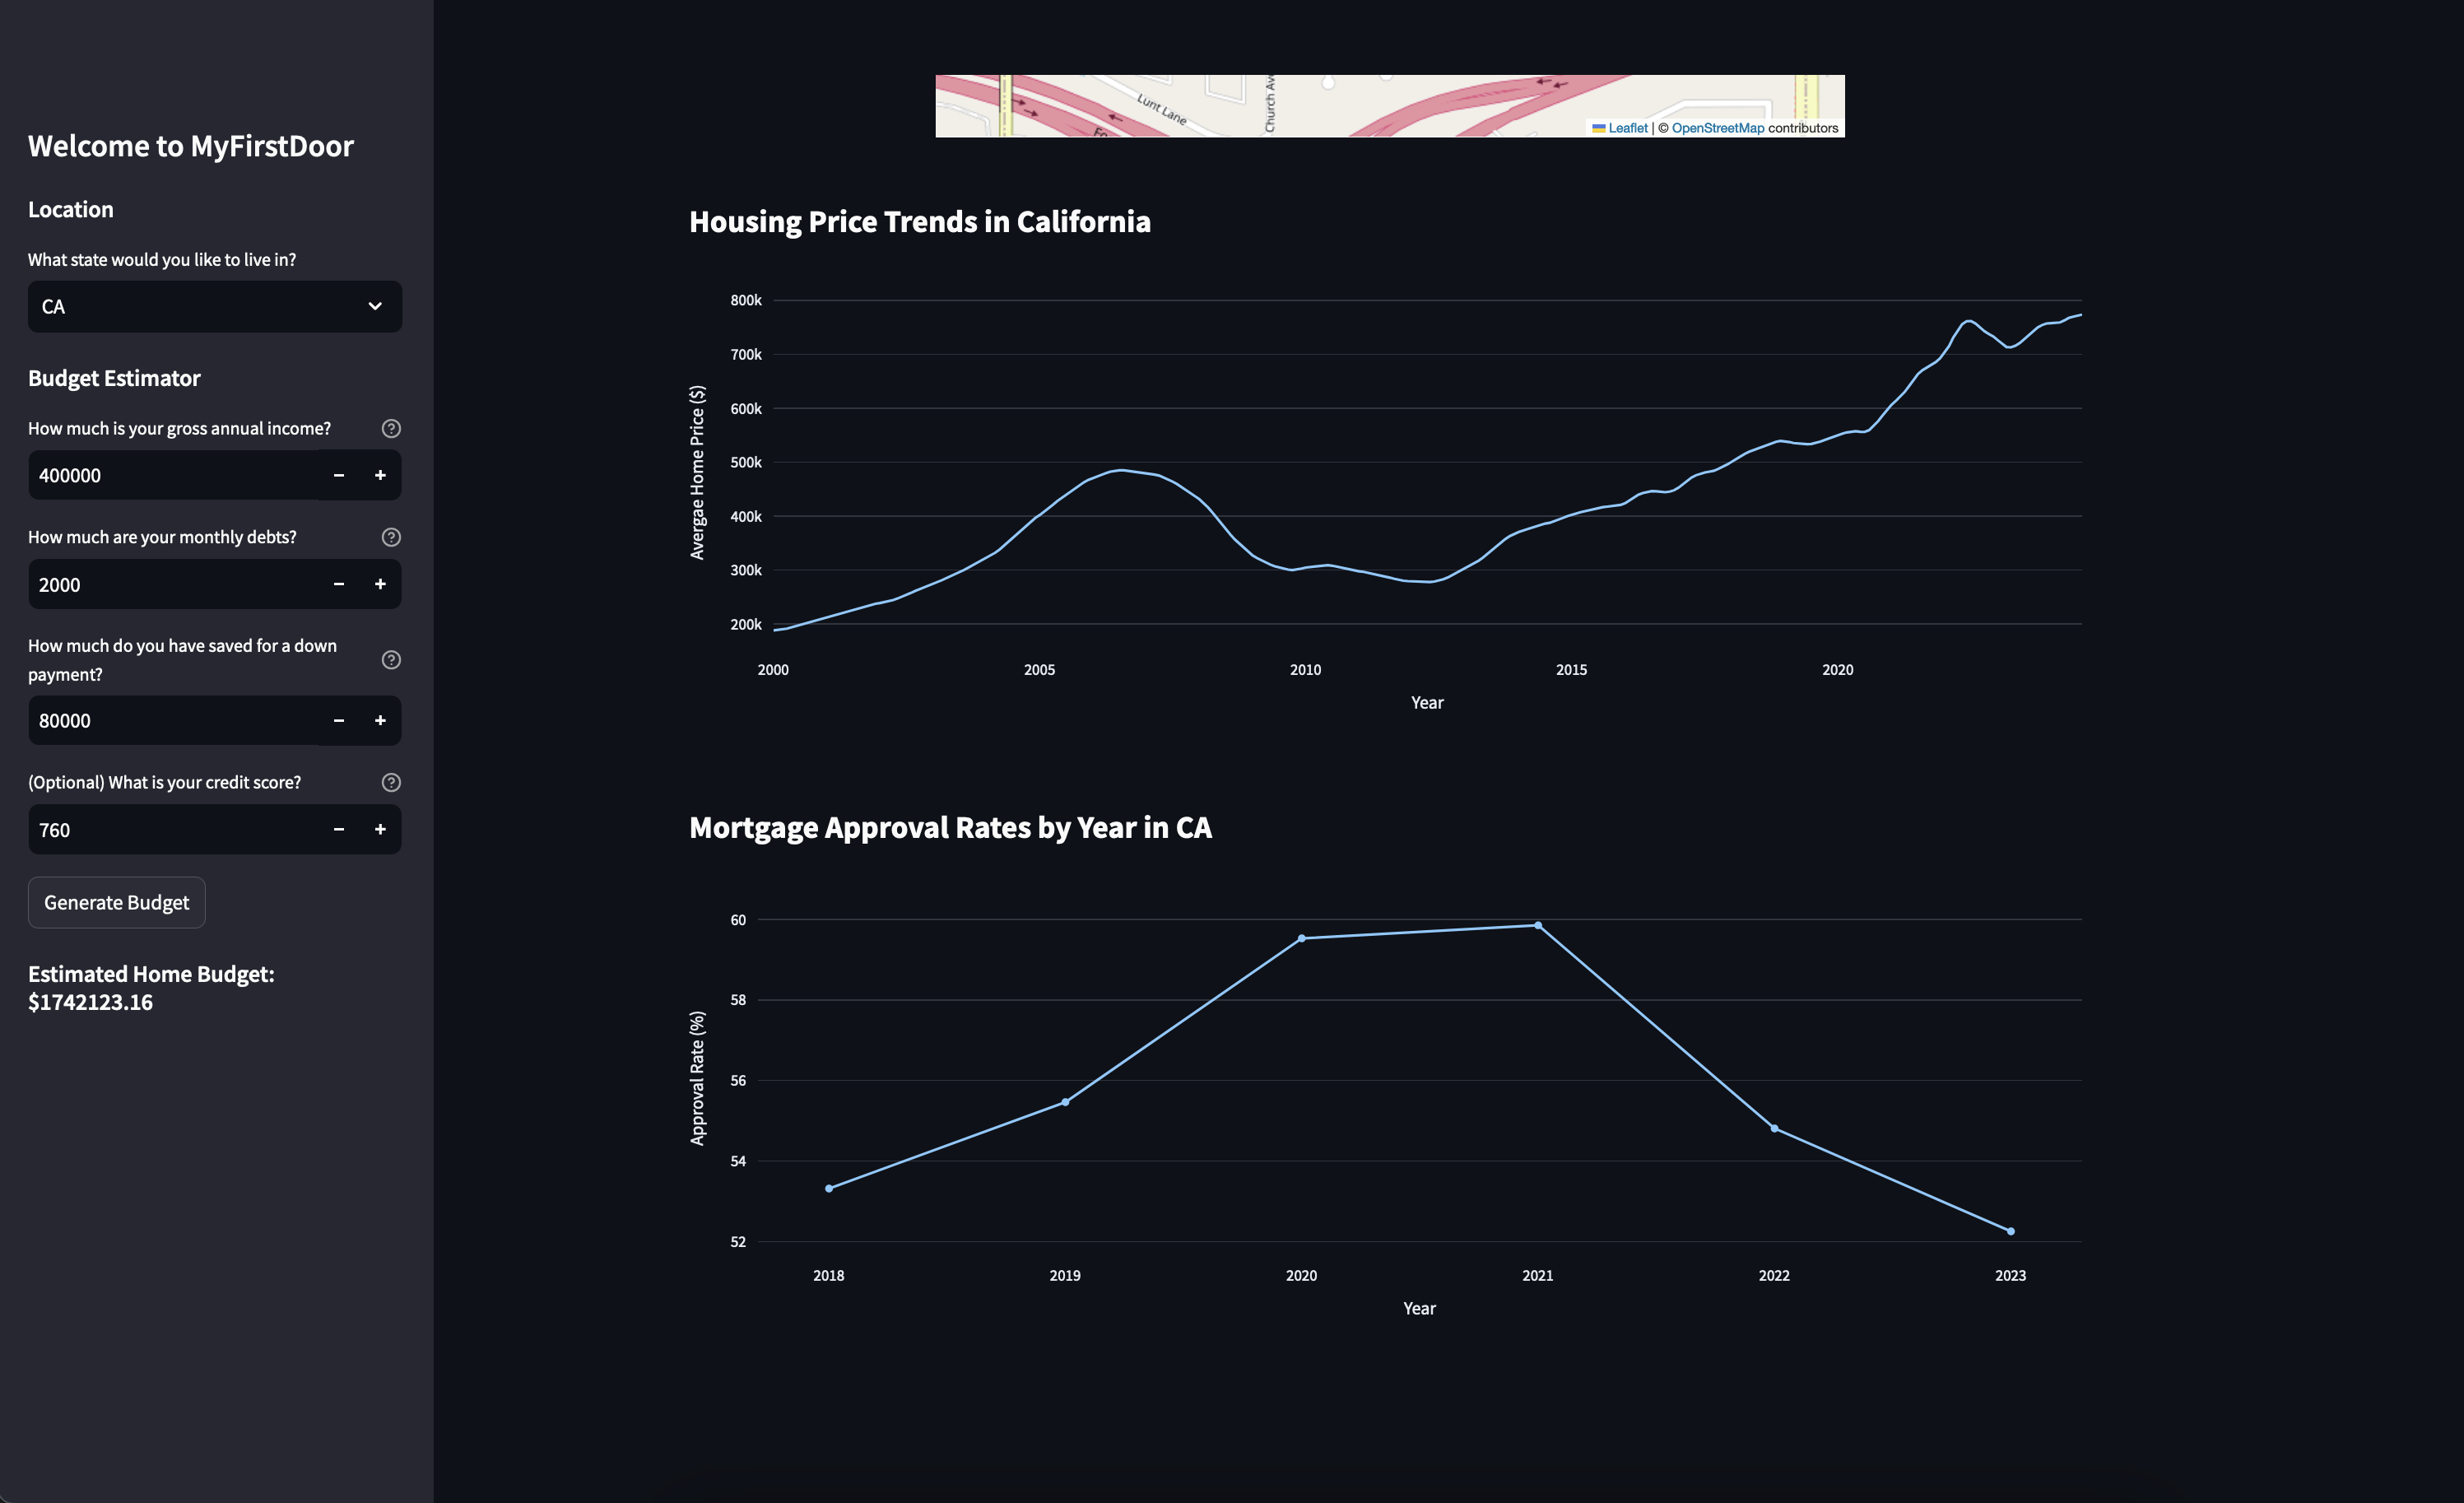 Welcome to MyFirstDoor
Location
What state would you like to live in?
CA
Budget Estimator
How much is your gross annual income?
400000
How much are your monthly debts?
2000
How much do you have saved for a down
payment?
80000
(Optional) What is your credit score?
760
Generate Budget
Estimated Home Budget:
$1742123.16
Lunt Lane
Church Ave
Leaflet | © OpenStreetMap contributors
Housing Price Trends in California
Avergae Home Price ($)
800k
700k
600k
500k
400k
300k
200k
2000 2005 2010 2015 2020
Year
Mortgage Approval Rates by Year in CA
Approval Rate (%)
60
58
56
54
52
2018 2019 2020 2021 2022 2023
Year